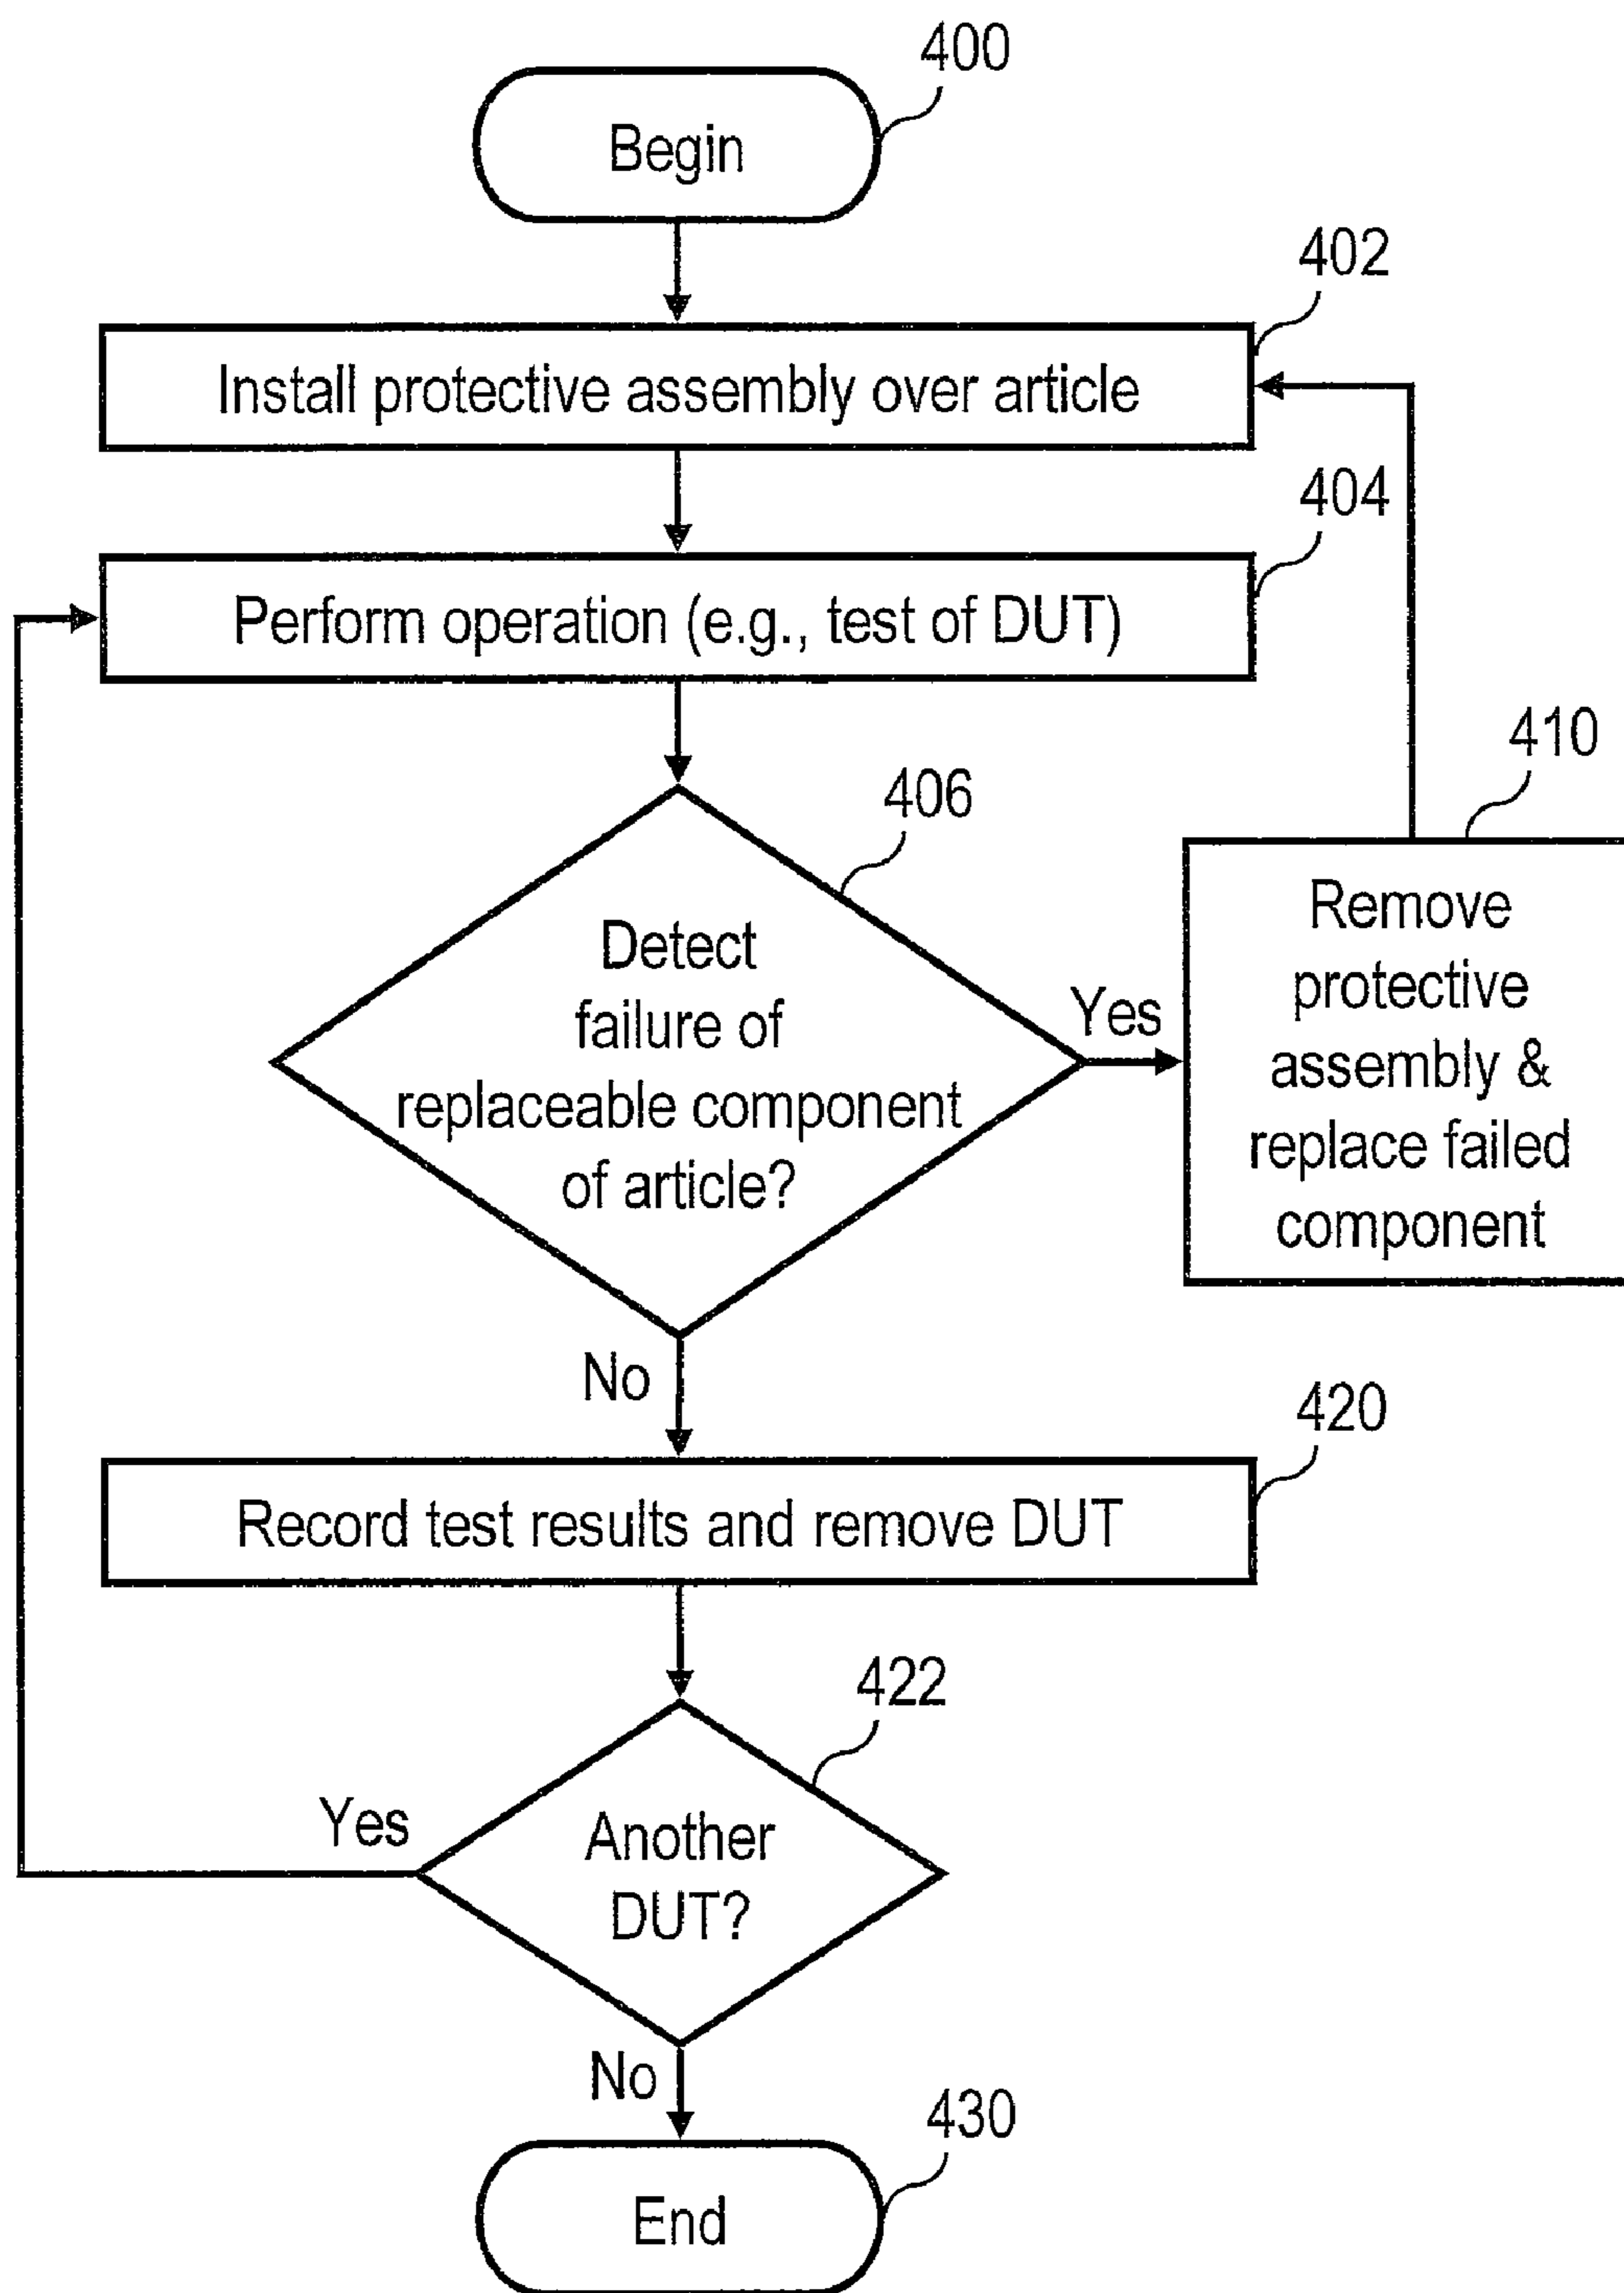 400
Begin
402
Install protective assembly over article
404
Perform operation (e.g., test of DUT)
406
Detect
failure of
replaceable component
of article?
Yes
410
Remove
protective
assembly &
replace failed
component
No
420
Record test results and remove DUT
422
Another
DUT?
Yes
No
430
End